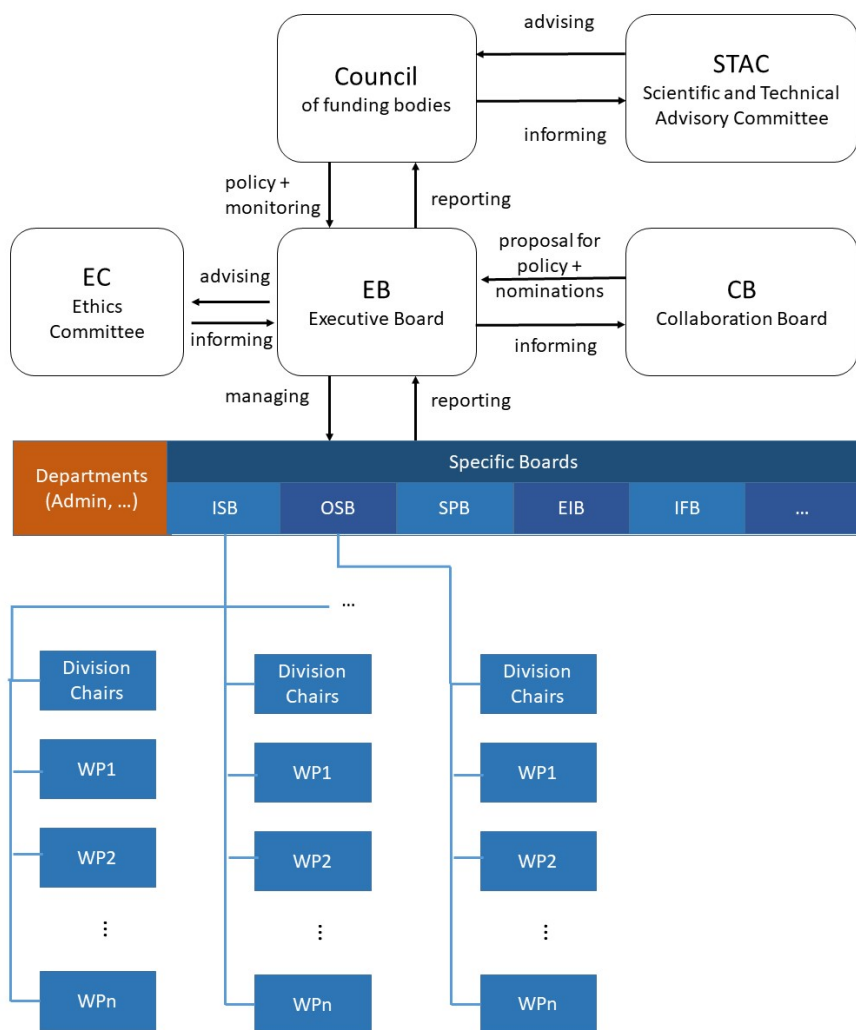 advising
Council
of funding bodies
STAC
Scientific and Technical
Advisory Committee
informing
policy +
monitoring
reporting
EC
Ethics
Committee
advising
informing
EB
Executive Board
proposal for
policy +
nominations
informing
CB
Collaboration Board
managing
reporting
Departments
(Admin, …)
Specific Boards
ISB
OSB
SPB
EIB
IFB
...
...
Division
Chairs
WP1
WP2
⋮
WPn
Division
Chairs
WP1
WP2
⋮
WPn
Division
Chairs
WP1
WP2
⋮
WPn